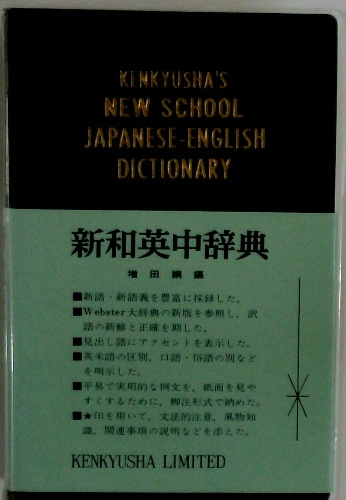 KENKYUSHA'S
NEW SCHOOL
JAPANESE-ENGLISH
DICTIONARY
新和英中辞典
増田綱編
■新語・新語義を豊富に採録した。
■Webster大辞典の新版を参照し、訳
語の新鮮と正確を期した。
■見出し語にアクセントを表示した。
■英米語の区別、口語・俗語の別など
を明示した。
■平易で実用的な例文を、紙面を見や
すくするために、脚注形式で納めた。
■★印を用いて、文法的注意、風物知
識、関連事項の説明などを添えた。
KENKYUSHA LIMITED